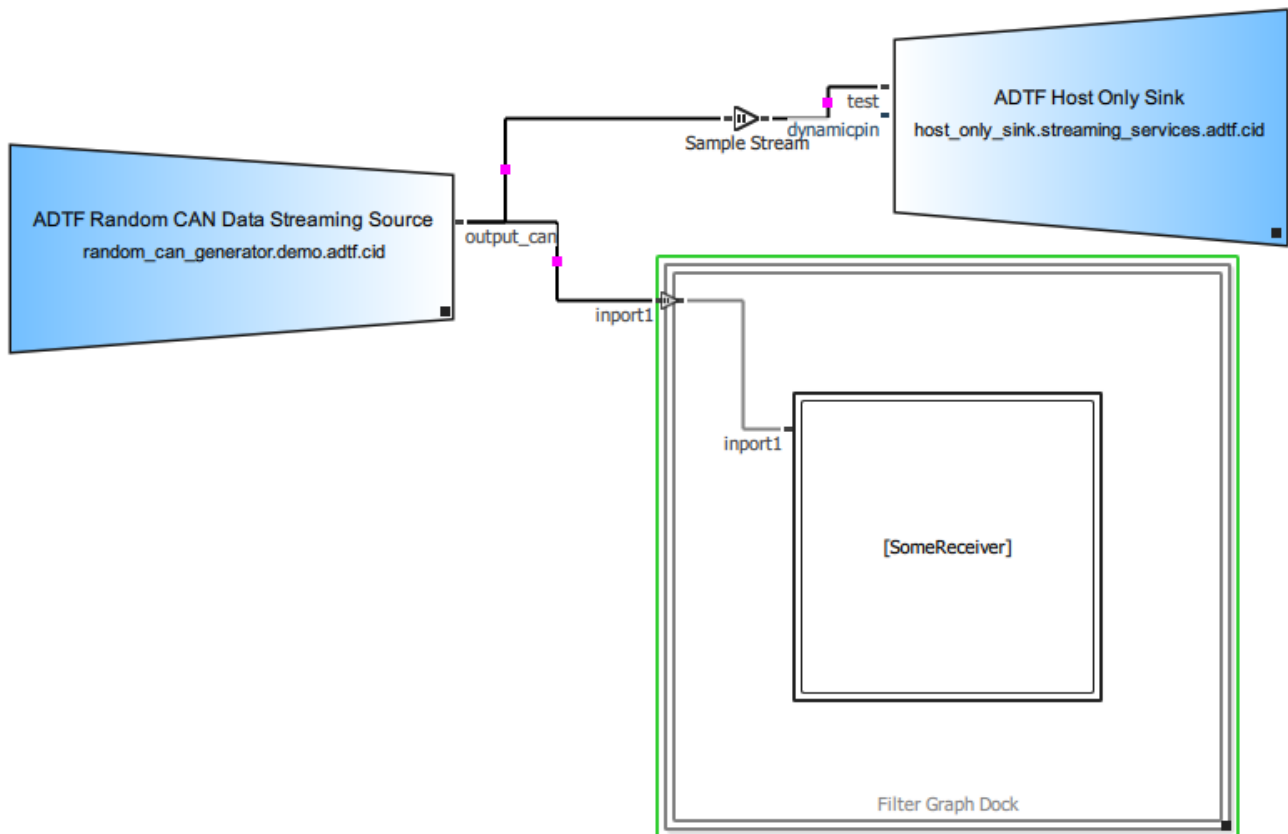 ADTF Host Only Sink
host_only_sink.streaming_services.adtf.cid
test
dynamicpin
Sample Stream
ADTF Random CAN Data Streaming Source
random_can_generator.demo.adtf.cid
output_can
inport1
inport1
[SomeReceiver]
Filter Graph Dock